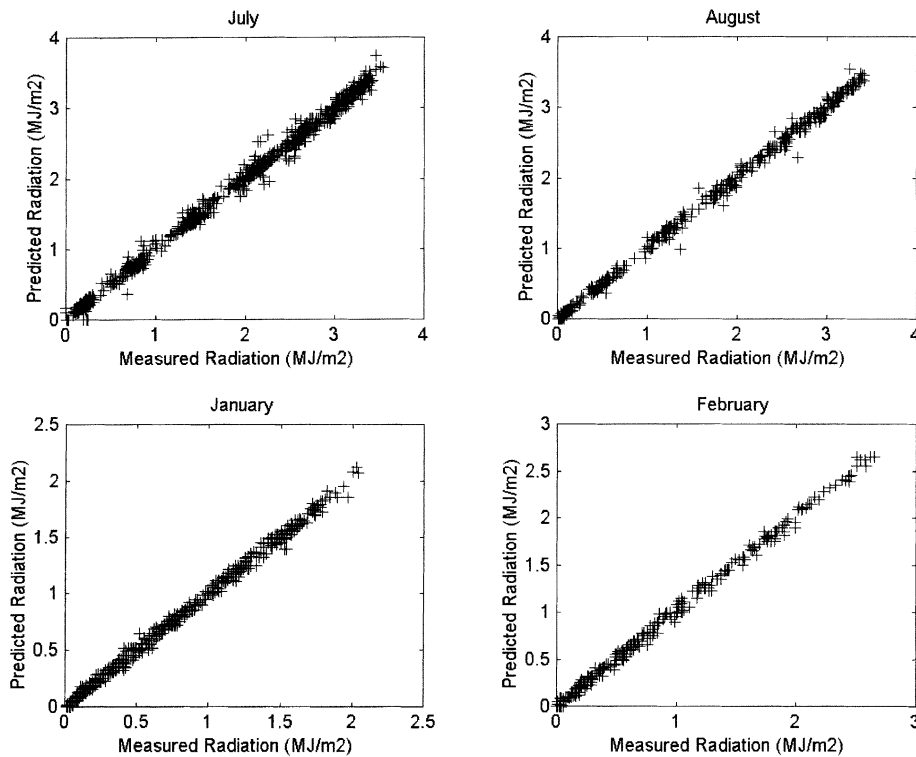 July
4
3
2
1
0
0 1 2 3 4
Predicted Radiation (MJ/m2)
Measured Radiation (MJ/m2)
August
4
3
2
1
0
0 1 2 3 4
Predicted Radiation (MJ/m2)
Measured Radiation (MJ/m2)
January
2.5
2
1.5
1
0.5
0
0 0.5 1 1.5 2 2.5
Predicted Radiation (MJ/m2)
Measured Radiation (MJ/m2)
February
3
2.5
2
1.5
1
0.5
0
0 1 2 3
Predicted Radiation (MJ/m2)
Measured Radiation (MJ/m2)